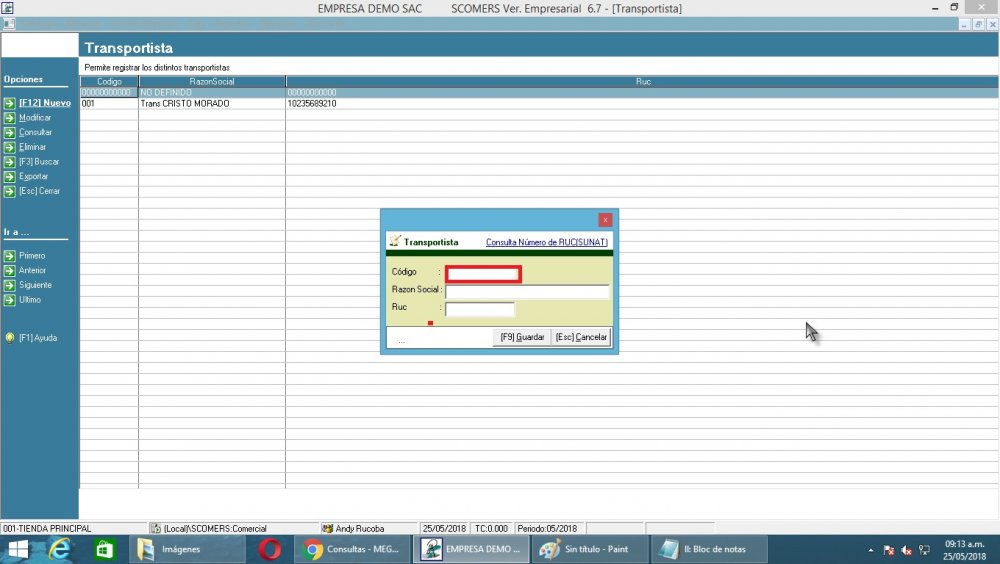 EMPRESA DEMO SAC SCOMERS Ver. Empresarial 6.7 - [Transportista]
Transportista
Permite registrar los distintos transportistas
Opciones
[F12] Nuevo
Modificar
Consultar
Eliminar
[F3] Buscar
Exportar
[Esc] Cerrar
Ir a ...
Primero
Anterior
Siguiente
Ultimo
[F1] Ayuda
Codigo RazonSocial Ruc
00000000000 NO DEFINIDO 00000000000
001 Trans CRISTO MORADO 10235689210
x
Transportista Consulta Número de RUC(SUNAT)
Código :
Razon Social :
Ruc :
... [F9] Guardar [Esc] Cancelar
001-TIENDA PRINCIPAL (Local)\SCOMERS:Comercial Andy Rucoba 25/05/2018 TC:0.000 Periodo:05/2018
Imágenes Consultas - MEG... EMPRESA DEMO ... Sin título - Paint II: Bloc de notas
09:13 a.m.
25/05/2018